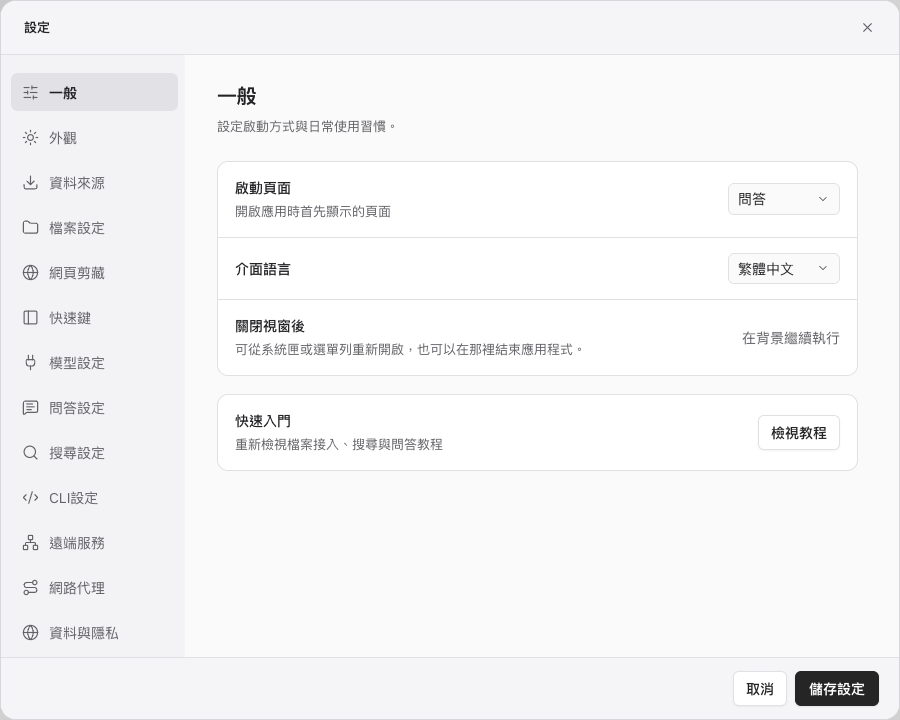 設定
一般
外觀
資料來源
檔案設定
網頁剪藏
快速鍵
模型設定
問答設定
搜尋設定
CLI設定
遠端服務
網路代理
資料與隱私
一般
設定啟動方式與日常使用習慣。
啟動頁面
開啟應用時首先顯示的頁面
問答
介面語言
繁體中文
關閉視窗後
可從系統匣或選單列重新開啟，也可以在那裡結束應用程式。
在背景繼續執行
快速入門
重新檢視檔案接入、搜尋與問答教程
檢視教程
取消
儲存設定